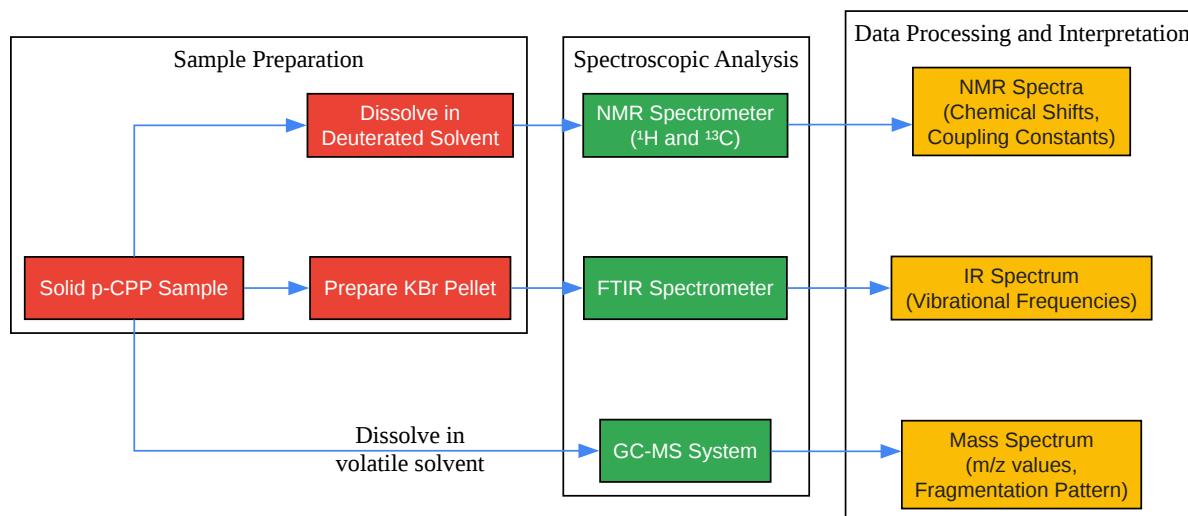 Sample Preparation
Dissolve in
Deuterated Solvent
Solid p-CPP Sample
Prepare KBr Pellet
Dissolve in
volatile solvent
Spectroscopic Analysis
NMR Spectrometer
(¹H and ¹³C)
FTIR Spectrometer
GC-MS System
Data Processing and Interpretation
NMR Spectra
(Chemical Shifts,
Coupling Constants)
IR Spectrum
(Vibrational Frequencies)
Mass Spectrum
(m/z values,
Fragmentation Pattern)